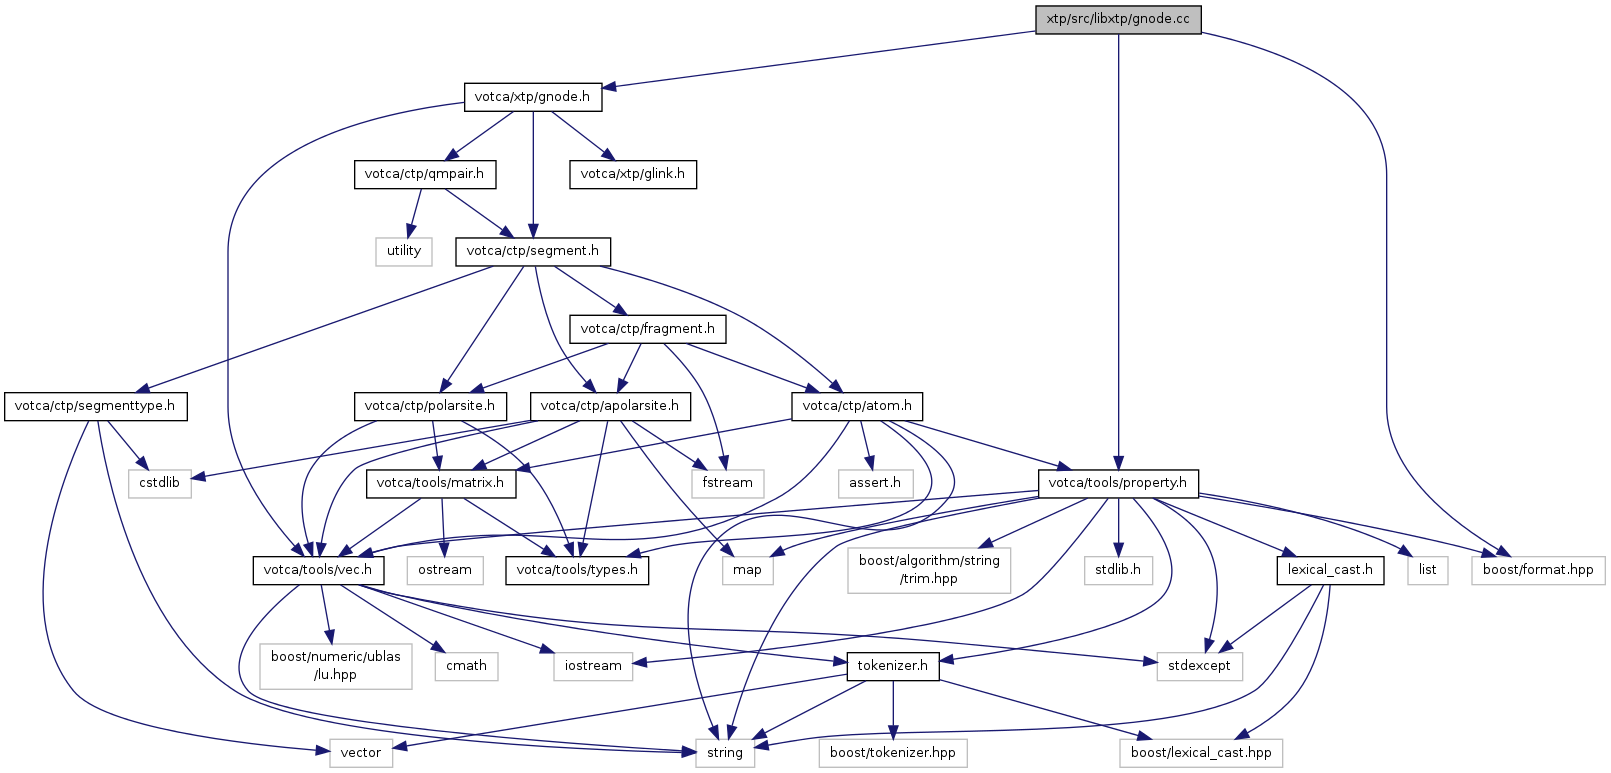 xtp/src/libxtp/gnode.cc
votca/xtp/gnode.h
votca/ctp/qmpair.h
votca/xtp/glink.h
utility
votca/ctp/segment.h
votca/ctp/fragment.h
votca/ctp/segmenttype.h
votca/ctp/polarsite.h
votca/ctp/apolarsite.h
votca/ctp/atom.h
cstdlib
votca/tools/matrix.h
fstream
assert.h
votca/tools/property.h
votca/tools/vec.h
ostream
votca/tools/types.h
map
boost/algorithm/string
/trim.hpp
stdlib.h
lexical_cast.h
list
boost/format.hpp
boost/numeric/ublas
/lu.hpp
cmath
iostream
tokenizer.h
stdexcept
vector
string
boost/tokenizer.hpp
boost/lexical_cast.hpp